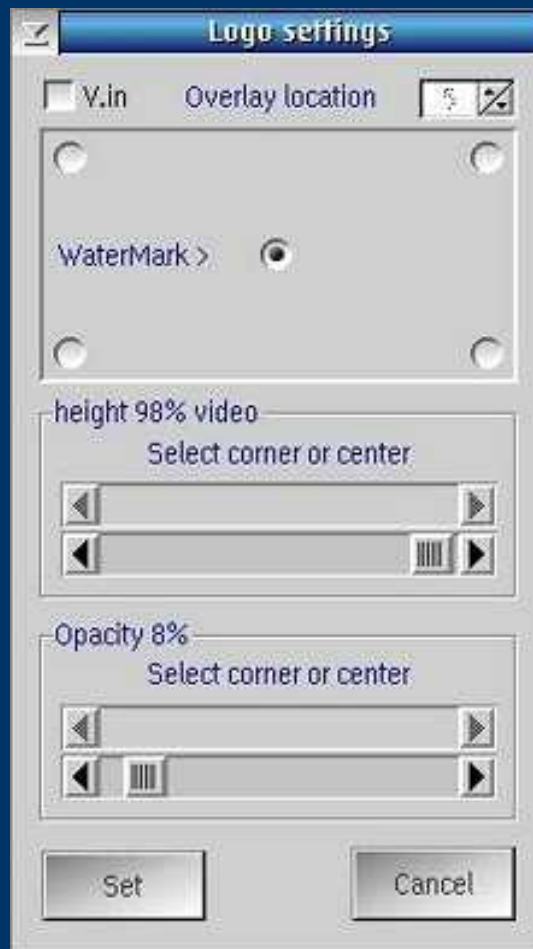 Logo settings
V.in Overlay location 5
WaterMark >
height 98% video
Select corner or center
Opacity 8%
Select corner or center
Set Cancel